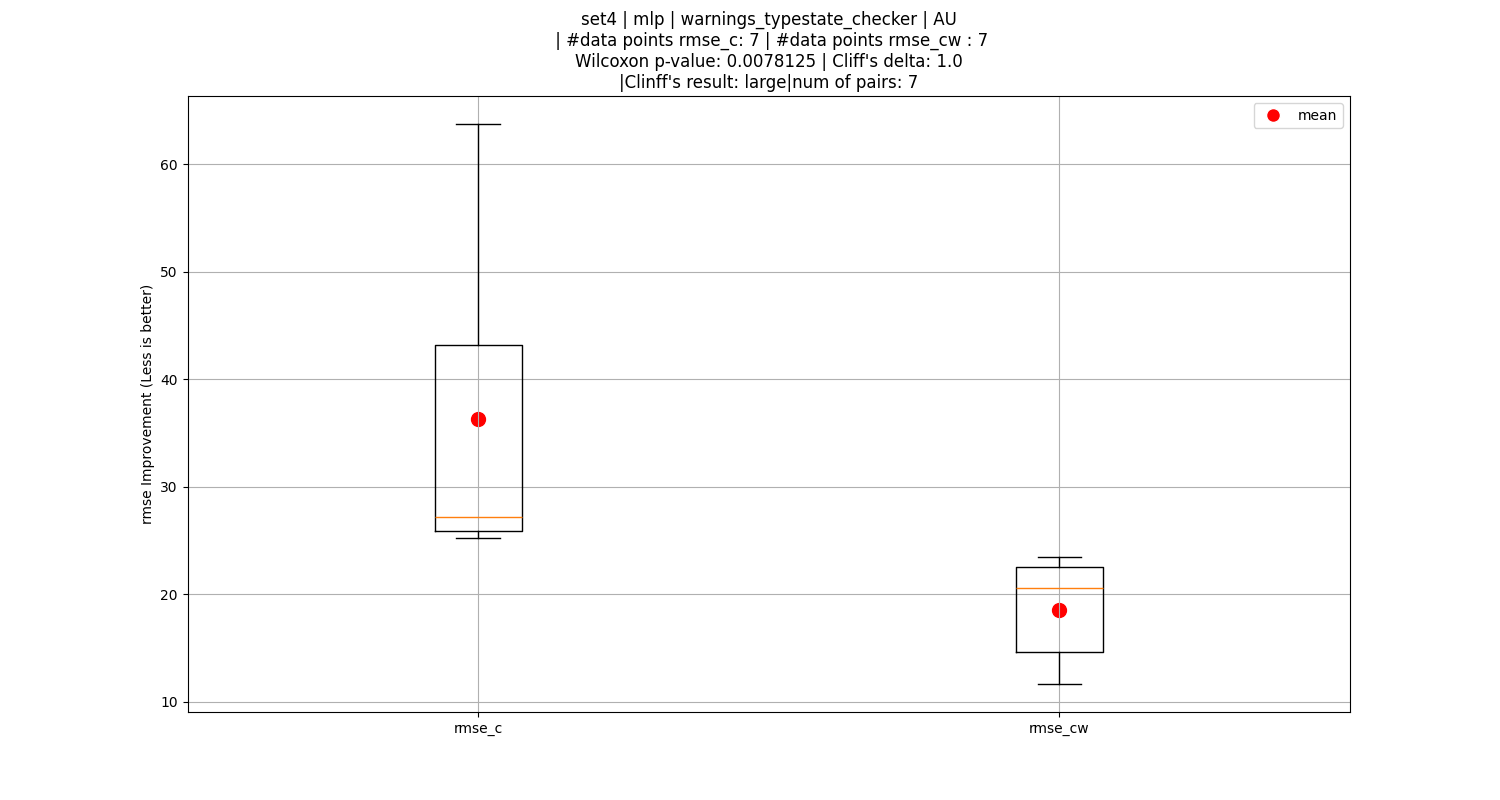 set4 | mlp | warnings_typestate_checker | AU
| #data points rmse_c: 7 | #data points rmse_cw : 7
Wilcoxon p-value: 0.0078125 | Cliff's delta: 1.0
|Clinff's result: large|num of pairs: 7
mean
rmse Improvement (Less is better)
60
50
40
30
20
10
rmse_c
rmse_cw